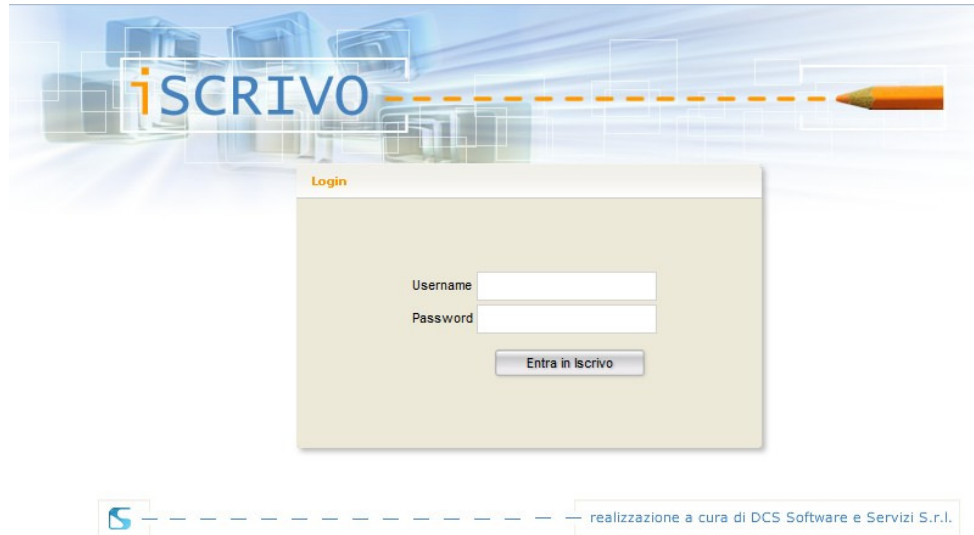 iSCRIVO
Login
Username
Password
Entra in Iscrivo
realizzazione a cura di DCS Software e Servizi S.r.l.